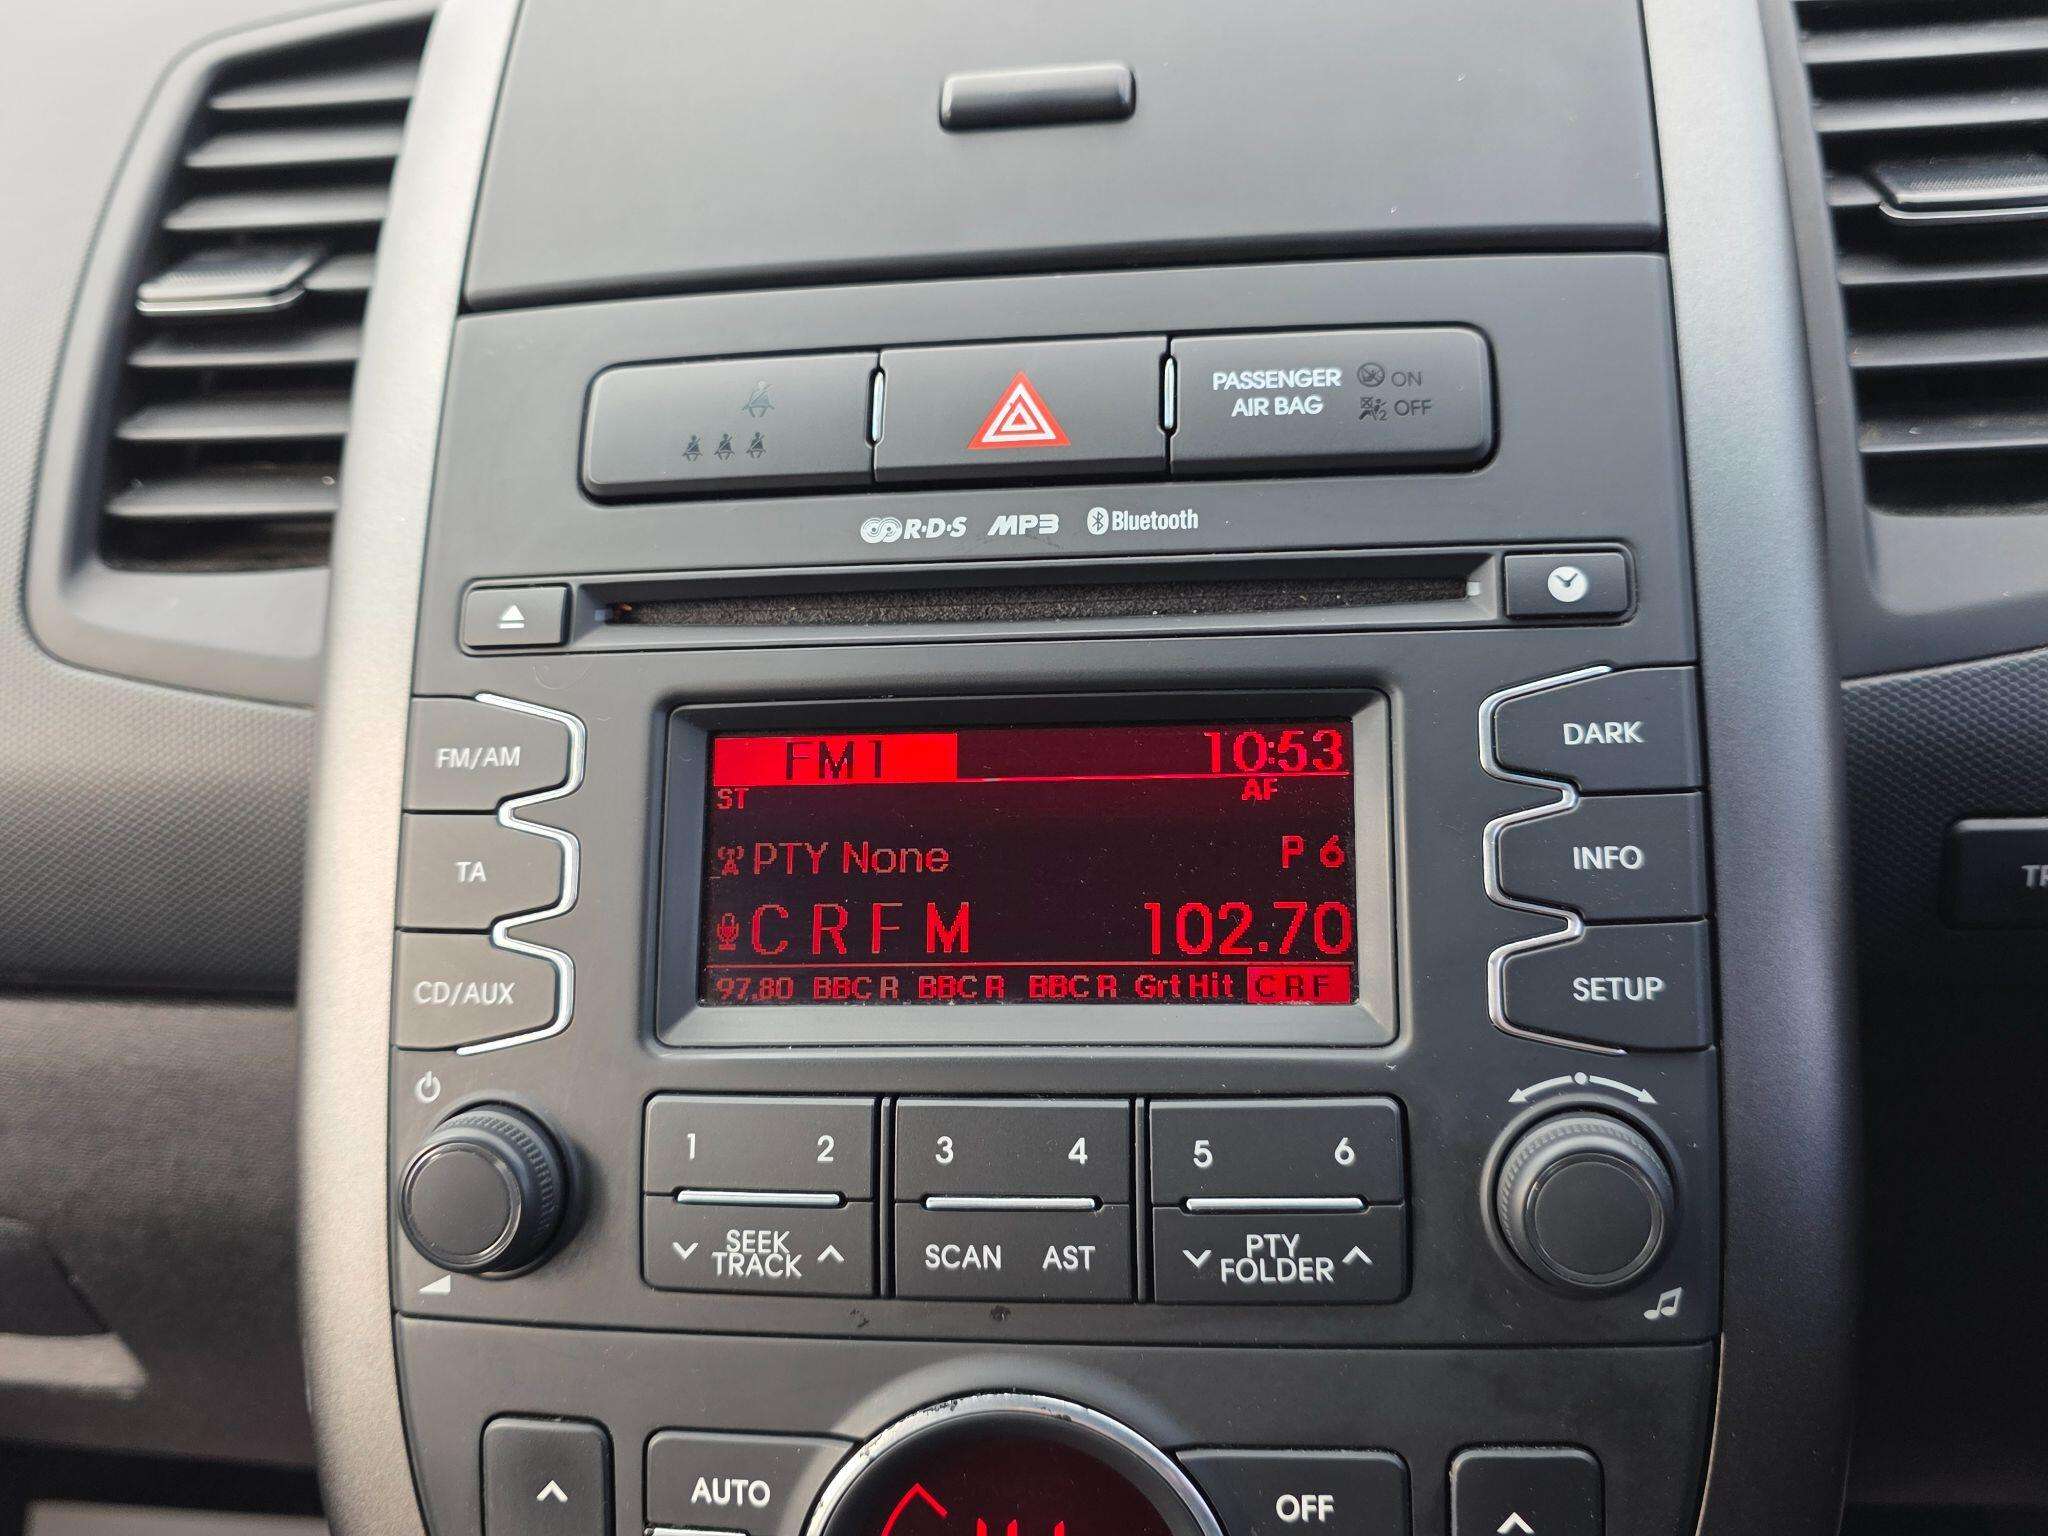 PASSENGER AIR BAG ON
OFF
R·D·S MP3 Bluetooth
FM/AM
TA
CD/AUX
FM1 10:53
ST AF
PTY None P 6
C R F M 102.70
97.80 BBC R BBC R BBC R Grt Hit C R F
DARK
INFO
SETUP
1 2 3 4 5 6
SEEK TRACK
SCAN AST
PTY FOLDER
AUTO
OFF